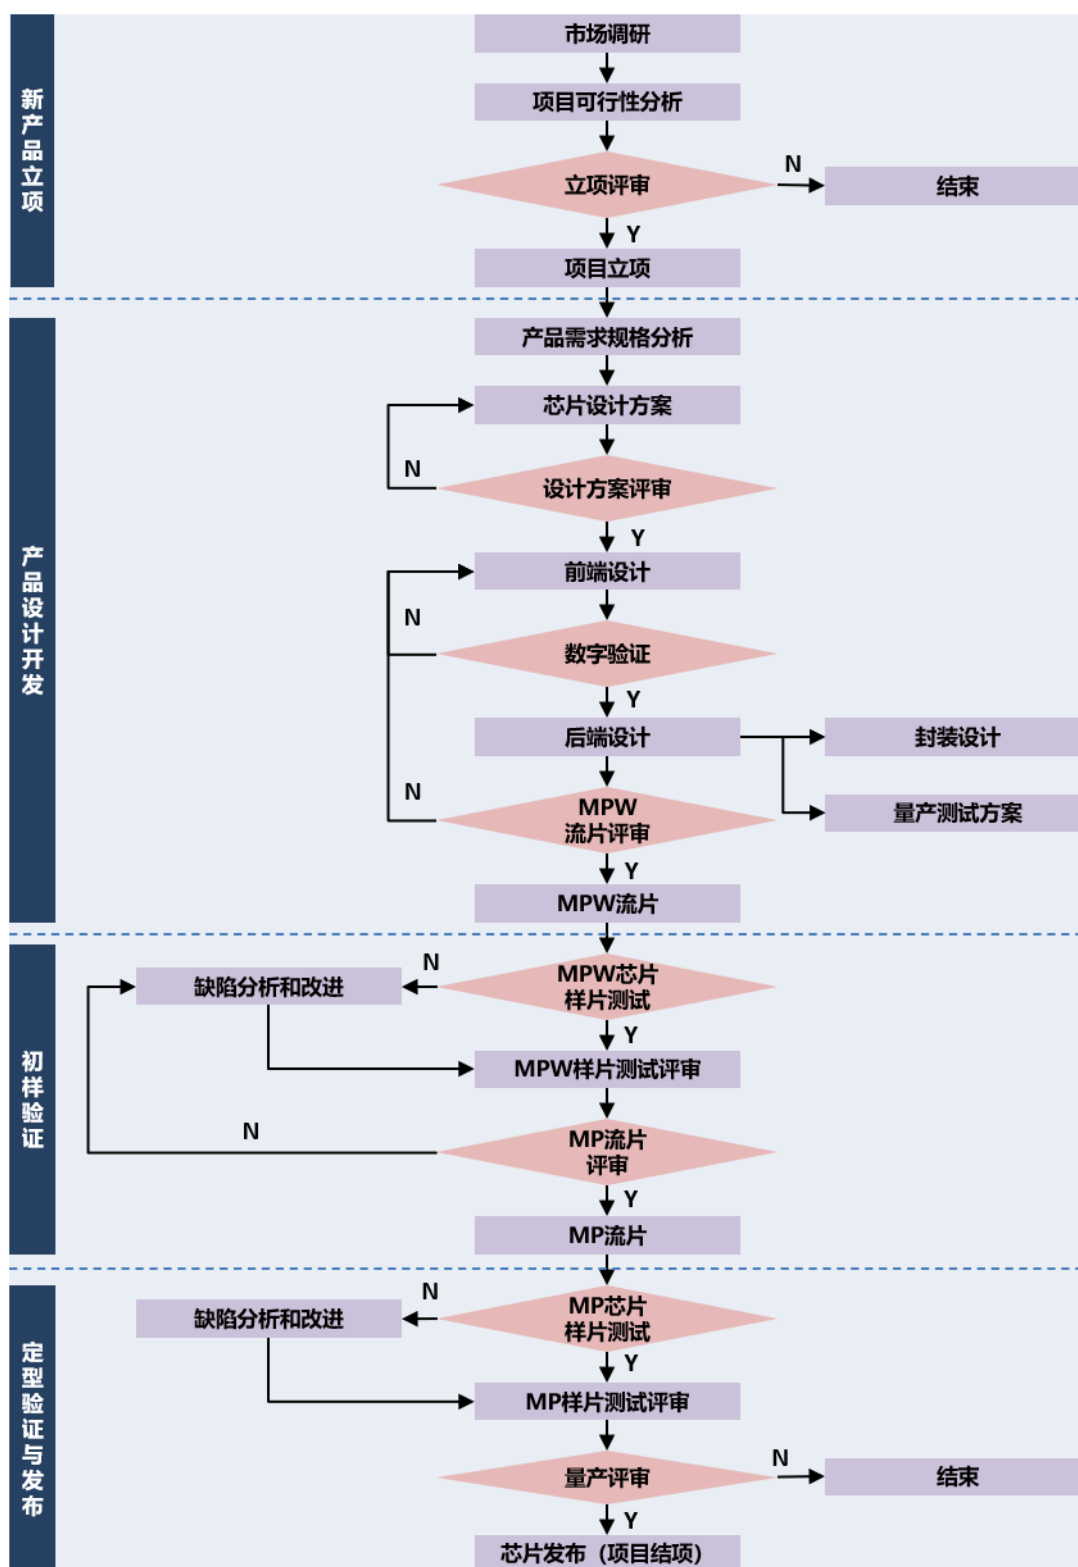 新产品立项
市场调研
项目可行性分析
立项评审
N
结束
Y
项目立项
产品设计开发
产品需求规格分析
芯片设计方案
N
设计方案评审
Y
前端设计
N
数字验证
Y
后端设计
封装设计
N
MPW
流片评审
量产测试方案
Y
MPW流片
初样验证
N
缺陷分析和改进
MPW芯片
样片测试
Y
MPW样片测试评审
N
MP流片
评审
Y
MP流片
定型验证与发布
N
缺陷分析和改进
MP芯片
样片测试
Y
MP样片测试评审
N
量产评审
结束
Y
芯片发布（项目结项）